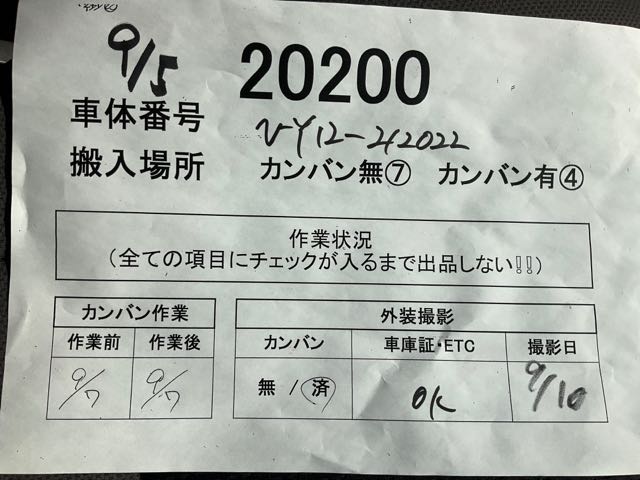 9/5
20200
車体番号 VY12-242022
搬入場所 カンバン無⑦ カンバン有④
作業状況
(全ての項目にチェックが入るまで出品しない!!)
カンバン作業 外装撮影
作業前 作業後 カンバン 車庫証・ETC 撮影日
9/7 9/7 無 / 済 OK 9/10